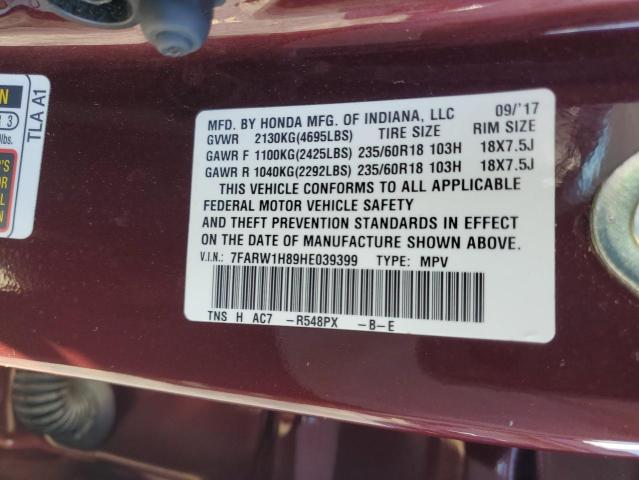 MFD. BY HONDA MFG. OF INDIANA, LLC 09/'17
GVWR 2130KG(4695LBS) TIRE SIZE RIM SIZE
GAWR F 1100KG(2425LBS) 235/60R18 103H 18X7.5J
GAWR R 1040KG(2292LBS) 235/60R18 103H 18X7.5J
THIS VEHICLE CONFORMS TO ALL APPLICABLE
FEDERAL MOTOR VEHICLE SAFETY
AND THEFT PREVENTION STANDARDS IN EFFECT
ON THE DATE OF MANUFACTURE SHOWN ABOVE.
V.I.N.: 7FARW1H89HE039399 TYPE: MPV
TNS H AC7 -R548PX -B-E
TLA A1
3
lbs.